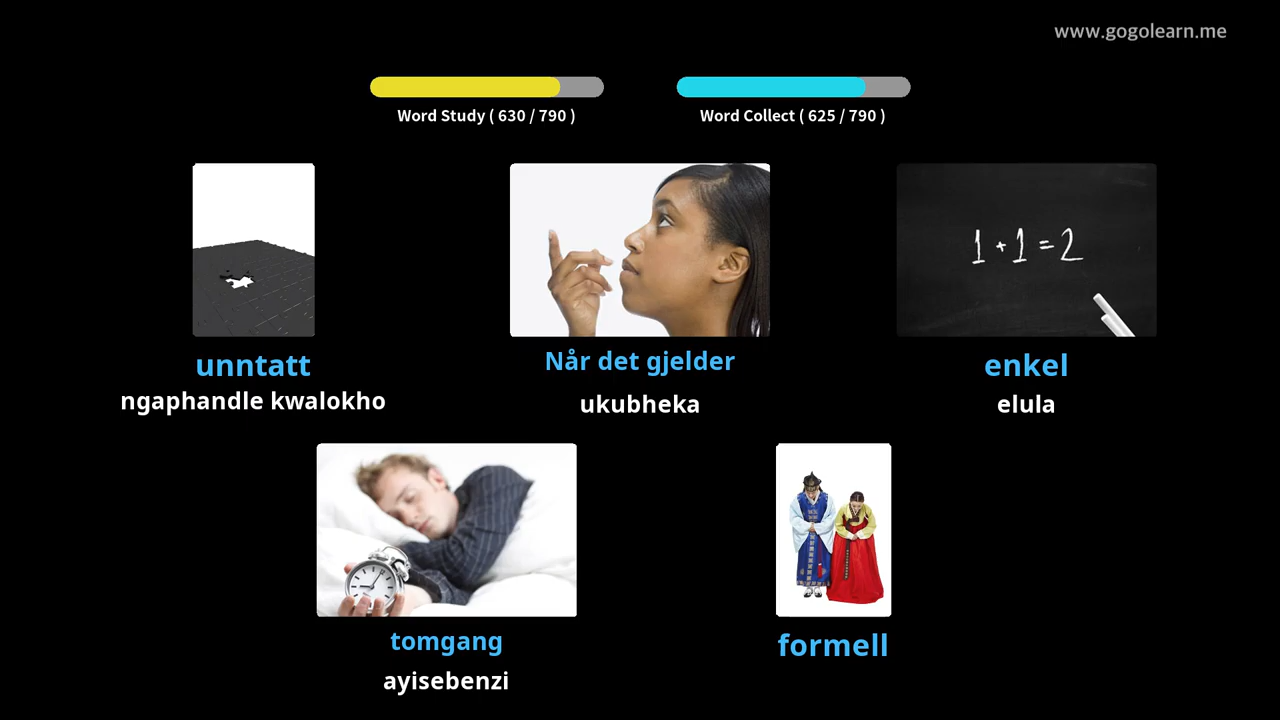 www.gogolearn.me
Word Study ( 630 / 790 )
Word Collect ( 625 / 790 )
1 + 1 = 2
unntatt
ngaphandle kwalokho
Når det gjelder
ukubheka
enkel
elula
tomgang
ayisebenzi
formell